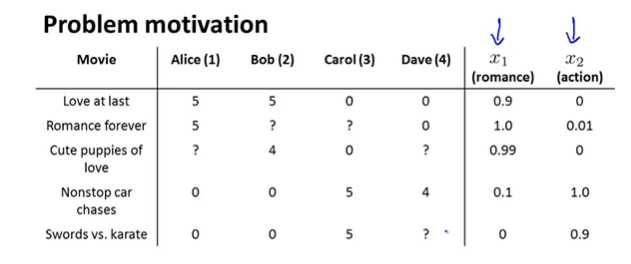 Problem motivation
Movie Alice (1) Bob (2) Carol (3) Dave (4) x₁ x₂
(romance) (action)
Love at last 5 5 0 0 0.9 0
Romance forever 5 ? ? 0 1.0 0.01
Cute puppies of ? 4 0 ? 0.99 0
love
Nonstop car 0 0 5 4 0.1 1.0
chases
Swords vs. karate 0 0 5 ? 0 0.9